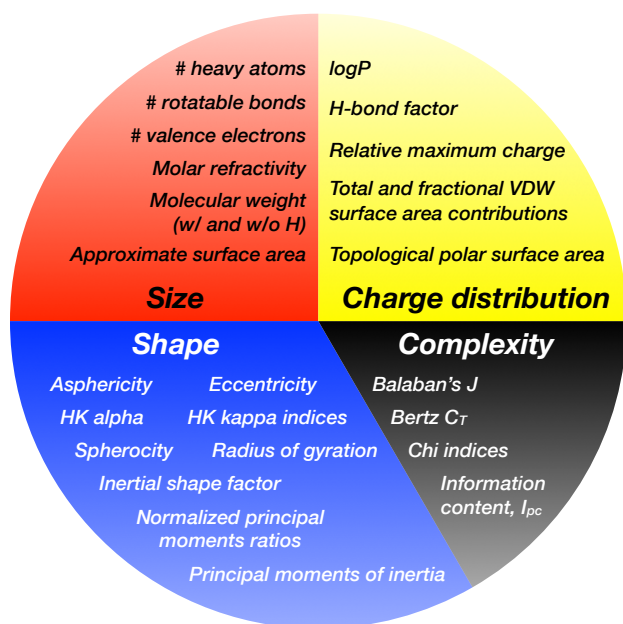 # heavy atoms
# rotatable bonds
# valence electrons
Molar refractivity
Molecular weight
(w/ and w/o H)
Approximate surface area
Size
logP
H-bond factor
Relative maximum charge
Total and fractional VDW
surface area contributions
Topological polar surface area
Charge distribution
Shape
Asphericity Eccentricity
HK alpha HK kappa indices
Spherocity Radius of gyration
Inertial shape factor
Normalized principal
moments ratios
Principal moments of inertia
Complexity
Balaban's J
Bertz CT
Chi indices
Information
content, Ipc